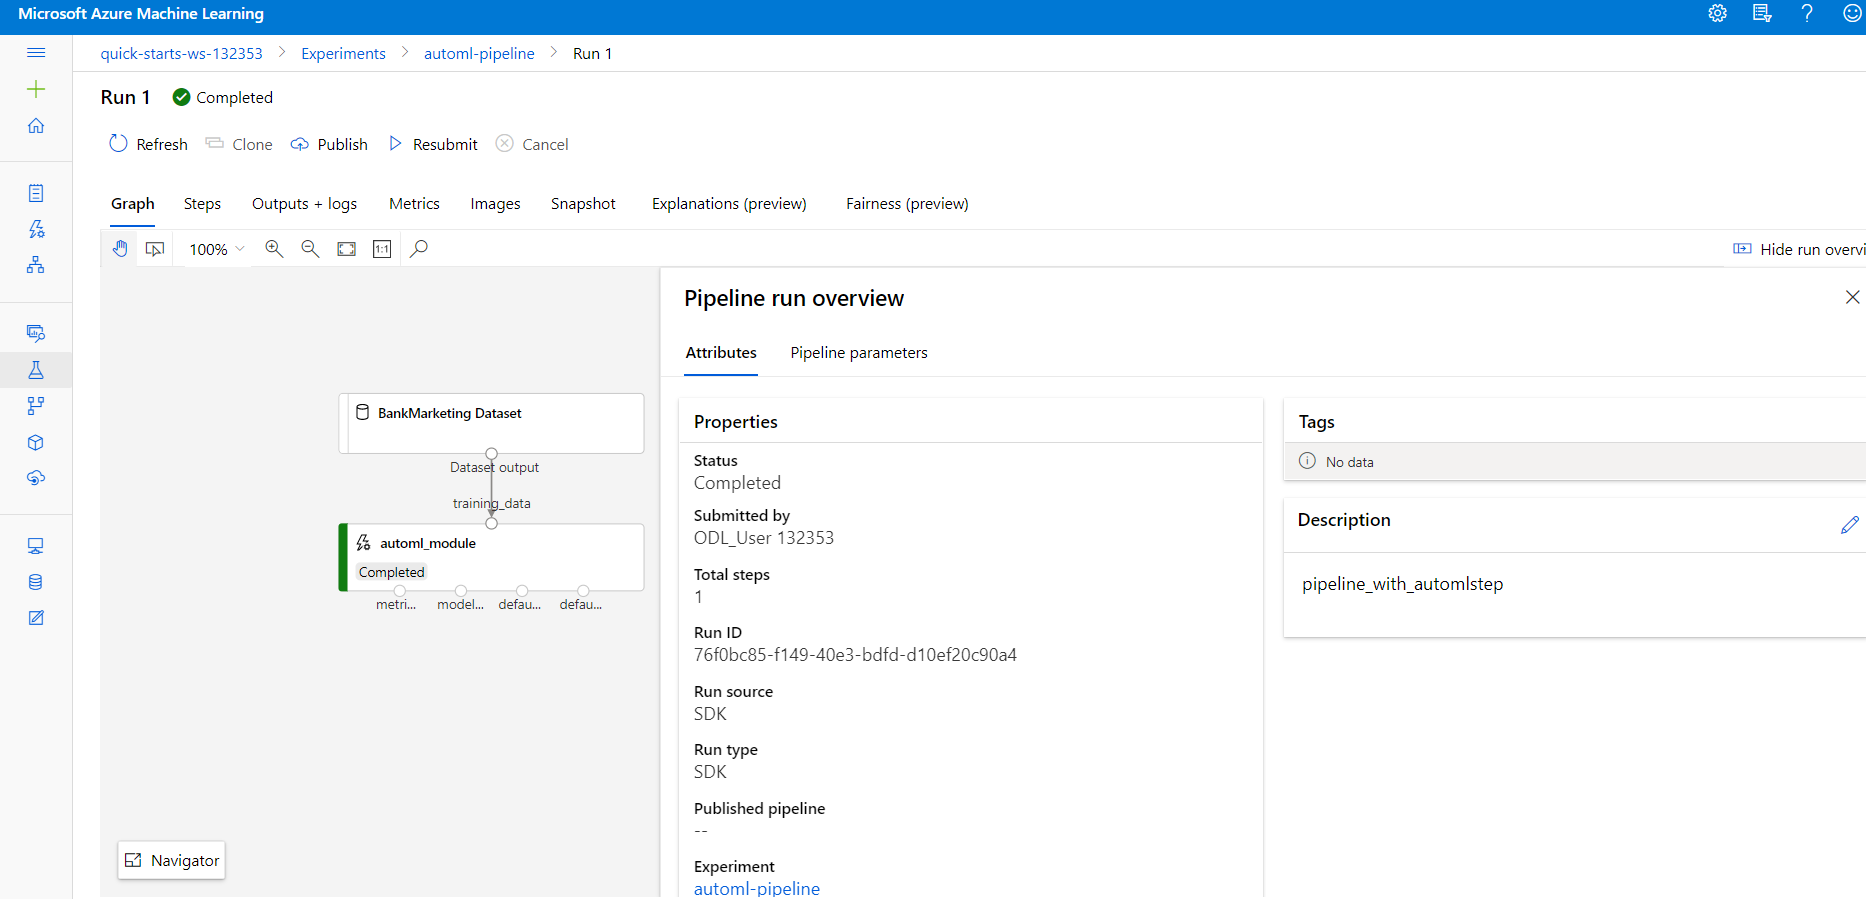 Microsoft Azure Machine Learning
quick-starts-ws-132353 > Experiments > automl-pipeline > Run 1
Run 1 Completed
Refresh Clone Publish Resubmit Cancel
Graph Steps Outputs + logs Metrics Images Snapshot Explanations (preview) Fairness (preview)
100% 1:1 Hide run overvi
Pipeline run overview
Attributes Pipeline parameters
BankMarketing Dataset
Dataset output
training_data
automl_module
Completed
metri... model... defau... defau...
Navigator
Properties
Status
Completed
Submitted by
ODL_User 132353
Total steps
1
Run ID
76f0bc85-f149-40e3-bdfd-d10ef20c90a4
Run source
SDK
Run type
SDK
Published pipeline
--
Experiment
automl-pipeline
Tags
No data
Description
pipeline_with_automlstep